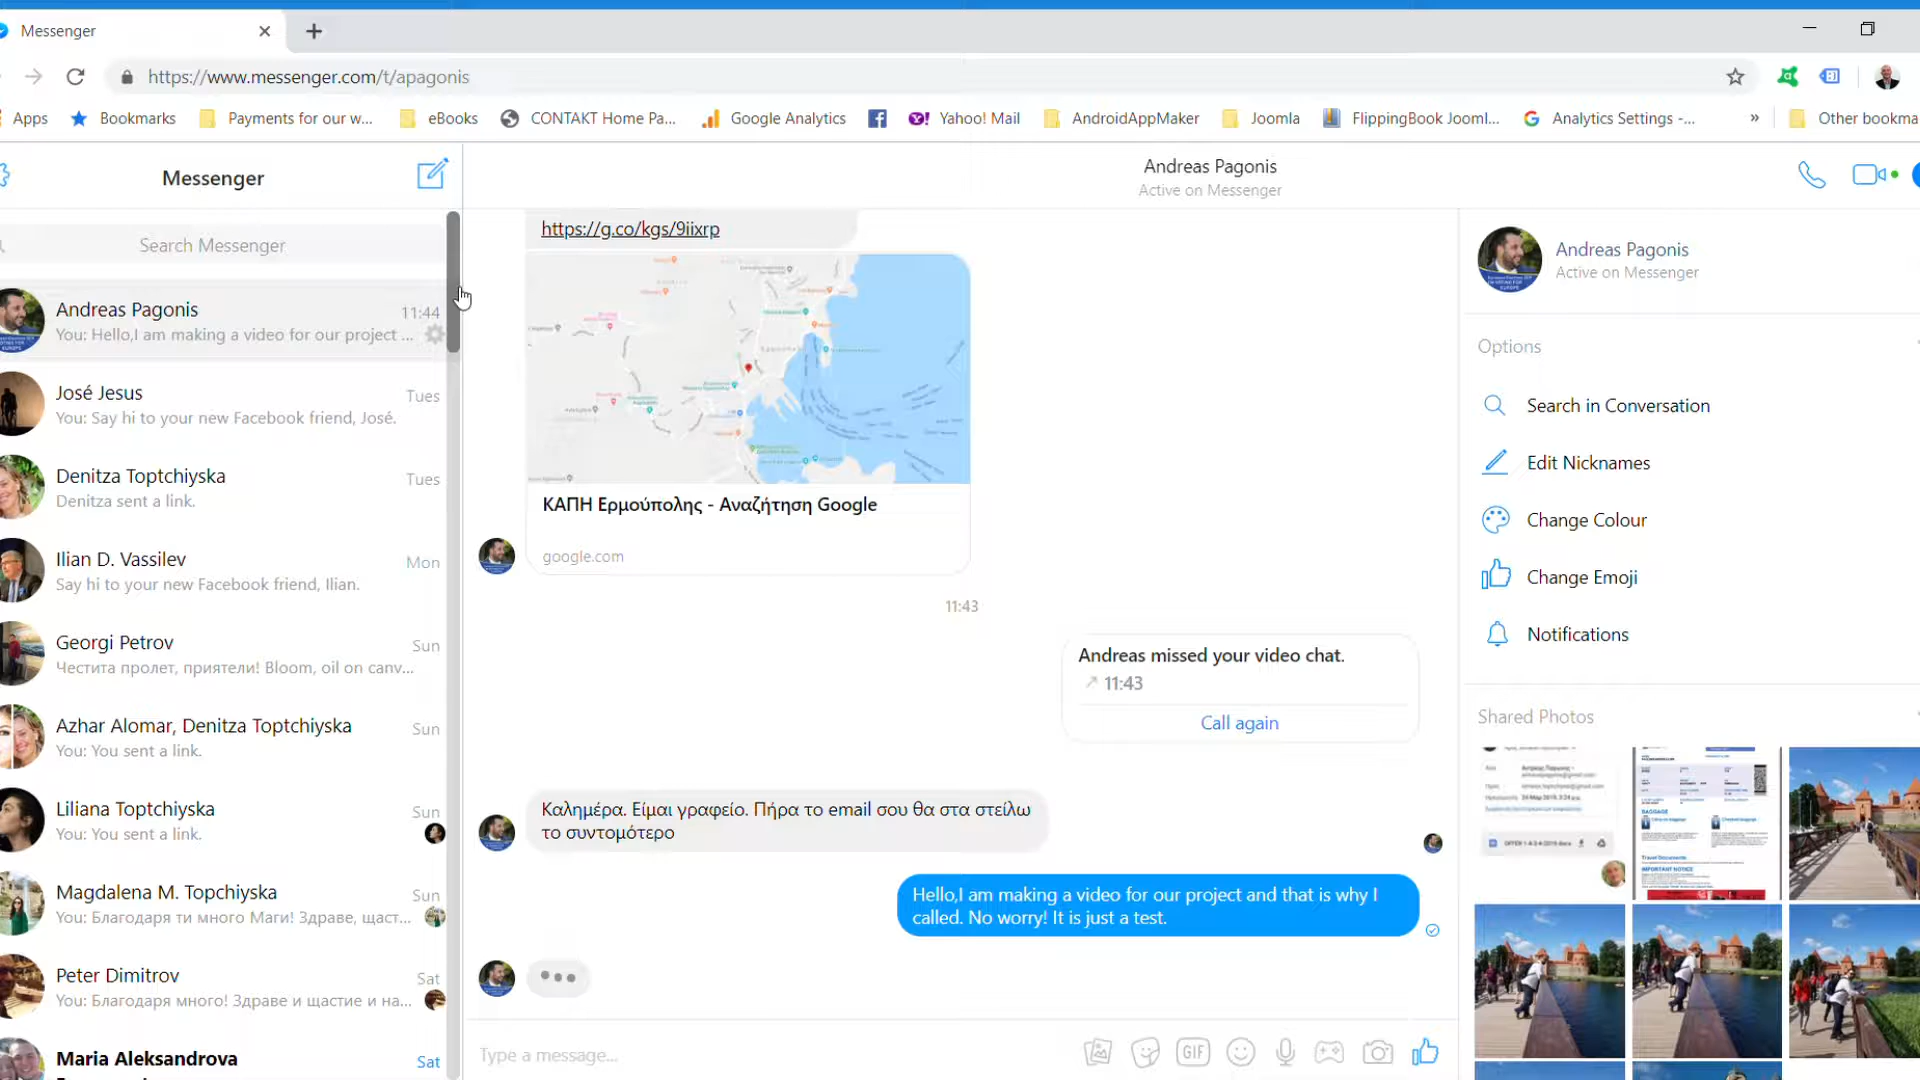 Messenger
https://www.messenger.com/t/apagonis
Apps
Bookmarks
Payments for our w...
eBooks
CONTAKT Home Pa...
Google Analytics
Yahoo! Mail
AndroidAppMaker
Joomla
FlippingBook Jooml...
Analytics Settings -...
»
Other bookma
Messenger
Search Messenger
Andreas Pagonis
11:44
You: Hello,I am making a video for our project ...
José Jesus
Tues
You: Say hi to your new Facebook friend, José.
Denitza Toptchiyska
Tues
Denitza sent a link.
Ilian D. Vassilev
Mon
Say hi to your new Facebook friend, Ilian.
Georgi Petrov
Sun
Честита пролет, приятели! Bloom, oil on canv...
Azhar Alomar, Denitza Toptchiyska
Sun
You: You sent a link.
Liliana Toptchiyska
Sun
You: You sent a link.
Magdalena M. Topchiyska
Sun
You: Благодаря ти много Маги! Здраве, щаст...
Peter Dimitrov
Sat
You: Благодаря много! Здраве и щастие и на...
Maria Aleksandrova
Sat
Andreas Pagonis
Active on Messenger
https://g.co/kgs/9iixrp
ΚΑΠΗ Ερμούπολης - Αναζήτηση Google
google.com
11:43
Andreas missed your video chat.
11:43
Call again
Καλημέρα. Είμαι γραφείο. Πήρα το email σου θα στα στείλω
το συντομότερο
Hello,I am making a video for our project and that is why I
called. No worry! It is just a test.
Type a message...
GIF
Andreas Pagonis
Active on Messenger
Options
Search in Conversation
Edit Nicknames
Change Colour
Change Emoji
Notifications
Shared Photos